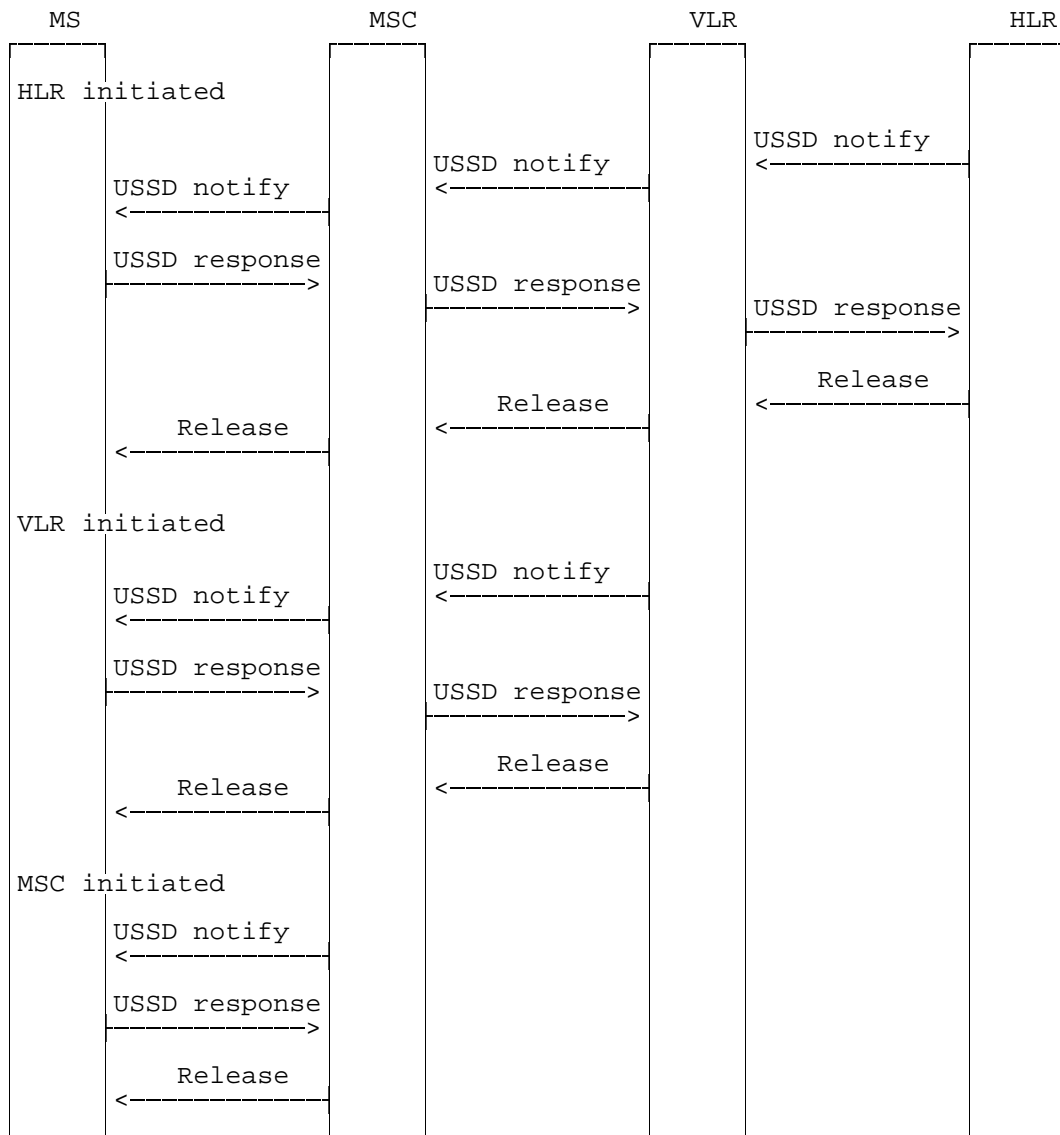 MS MSC VLR HLR
HLR initiated
USSD notify
USSD notify
USSD notify
USSD response
USSD response
USSD response
Release
Release
Release
VLR initiated
USSD notify
USSD notify
USSD response
USSD response
Release
Release
MSC initiated
USSD notify
USSD response
Release